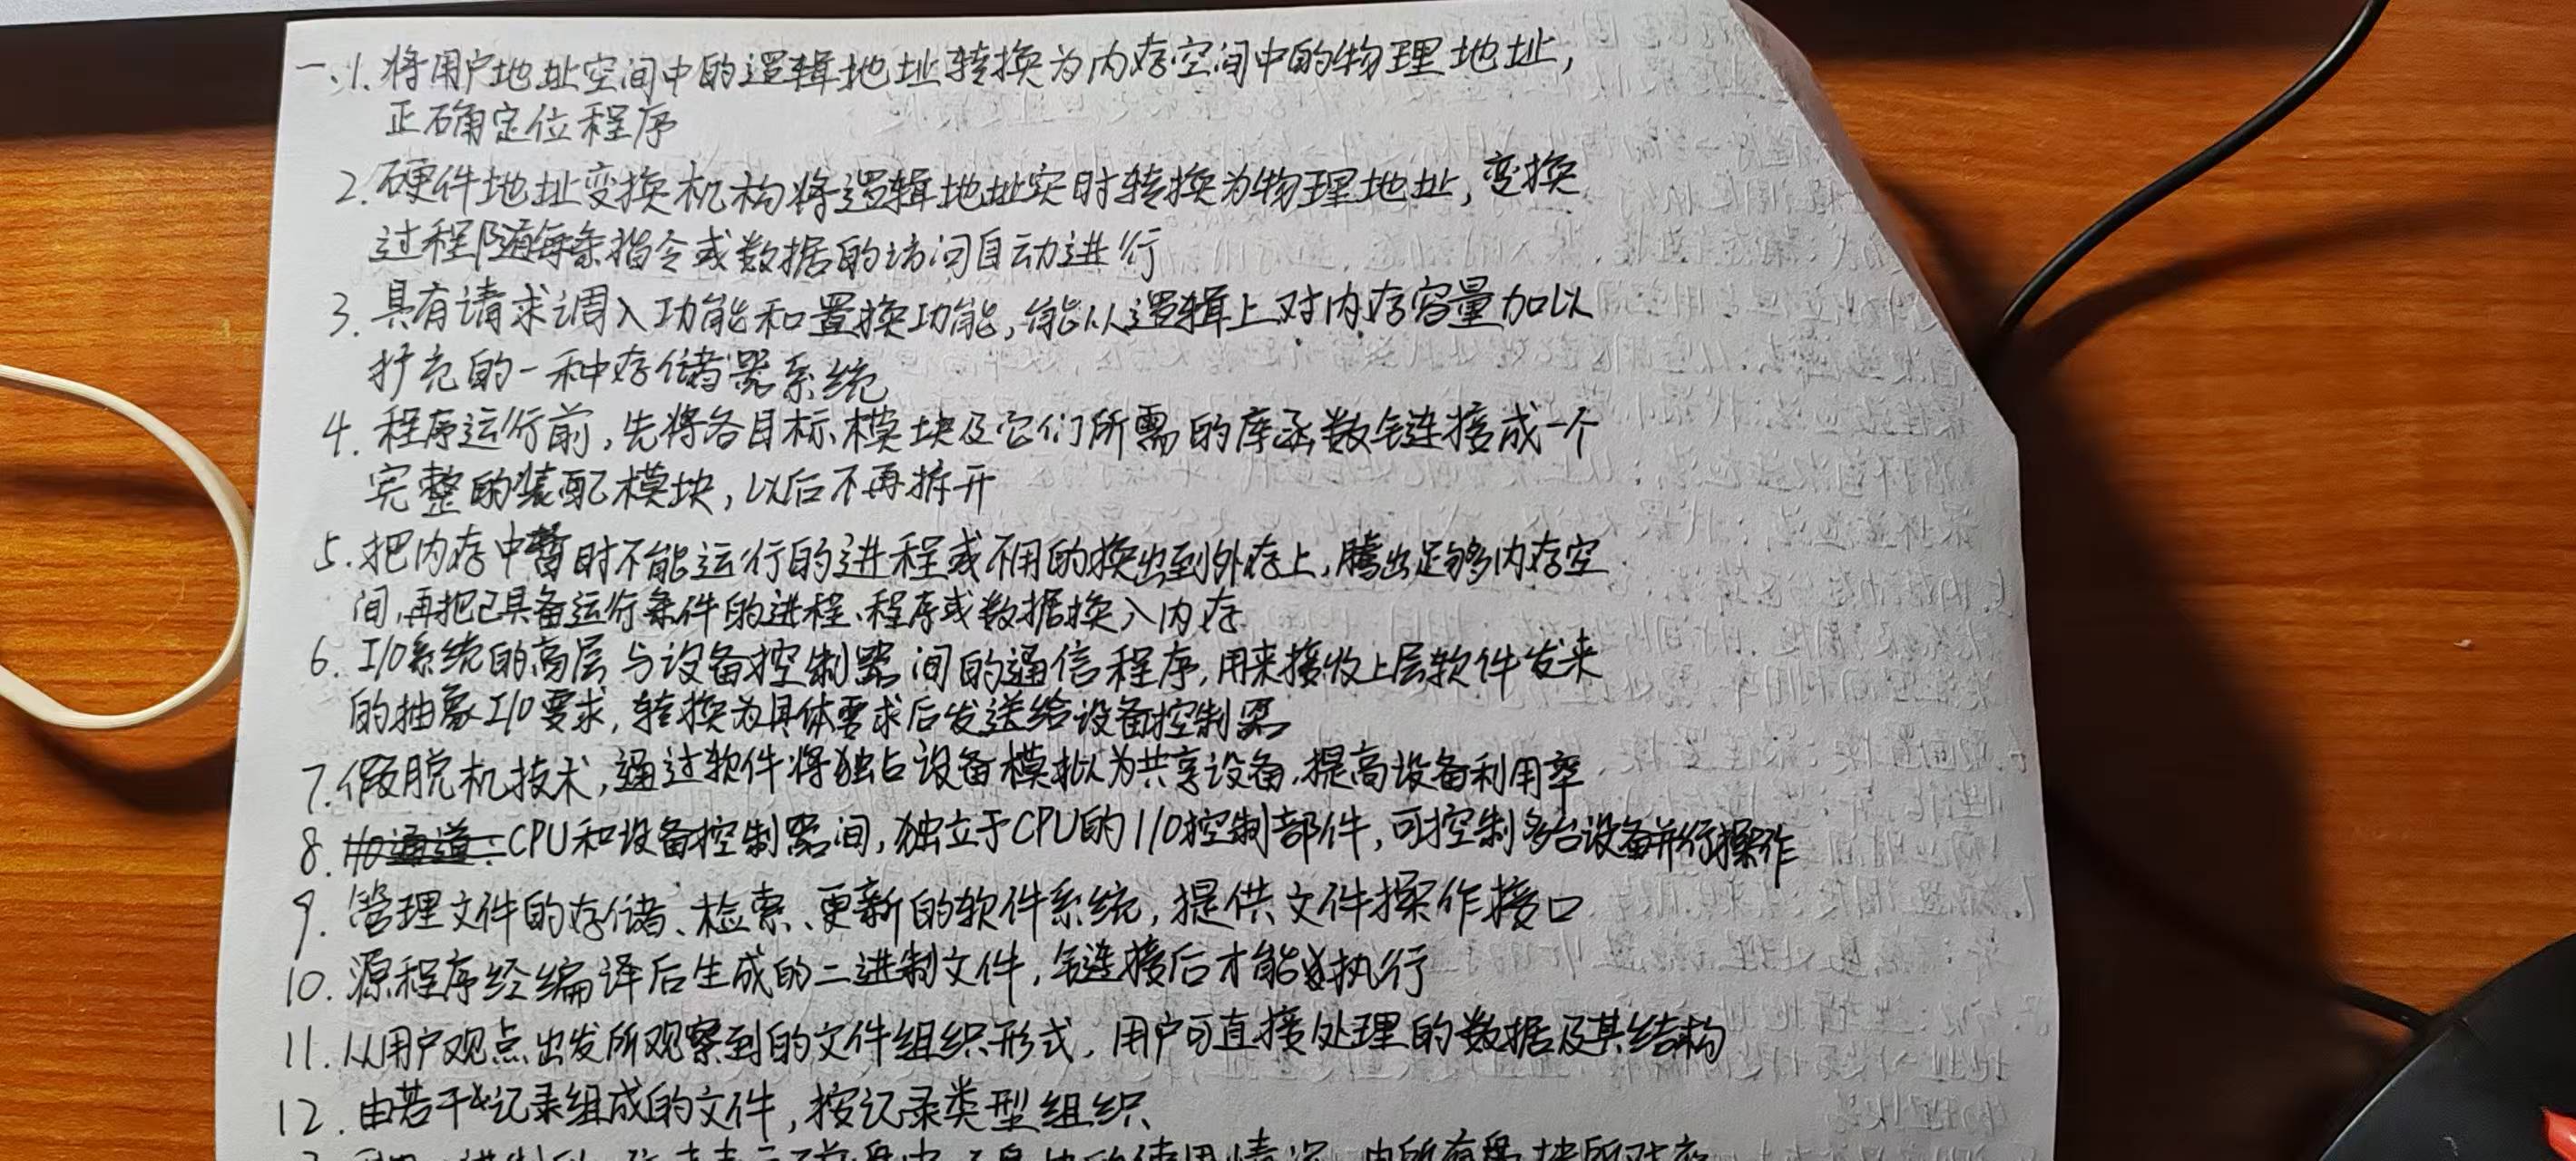 一、1. 将用户地址空间中的逻辑地址转换为内存空间中的物理地址,
正确定位程序
2. 硬件地址变换机构将逻辑地址实时转换为物理地址, 变换
过程随每条指令或数据的访问自动进行
3. 具有请求调入功能和置换功能, 能从逻辑上对内存容量加以
扩充的一种存储器系统
4. 程序运行前, 先将各目标模块及它们所需的库函数链接成一个
完整的装配模块, 以后不再拆开
5. 把内存中暂时不能运行的进程或不用的换出到外存上, 腾出足够内存空
间, 再把已具备运行条件的进程、程序或数据换入内存
6. I/O系统的高层与设备控制器间的通信程序, 用来接收上层软件发来
的抽象I/O要求, 转换为具体要求后发送给设备控制器
7. 假脱机技术, 通过软件将独占设备模拟为共享设备, 提高设备利用率
8. I/O通道: CPU和设备控制器间, 独立于CPU的I/O控制部件, 可控制多台设备并行操作
9. 管理文件的存储、检索、更新的软件系统, 提供文件操作接口
10. 源程序经编译后生成的二进制文件, 链接后才能执行
11. 从用户观点出发所观察到的文件组织形式, 用户可直接处理的数据及其结构
12. 由若干记录组成的文件, 按记录类型组织